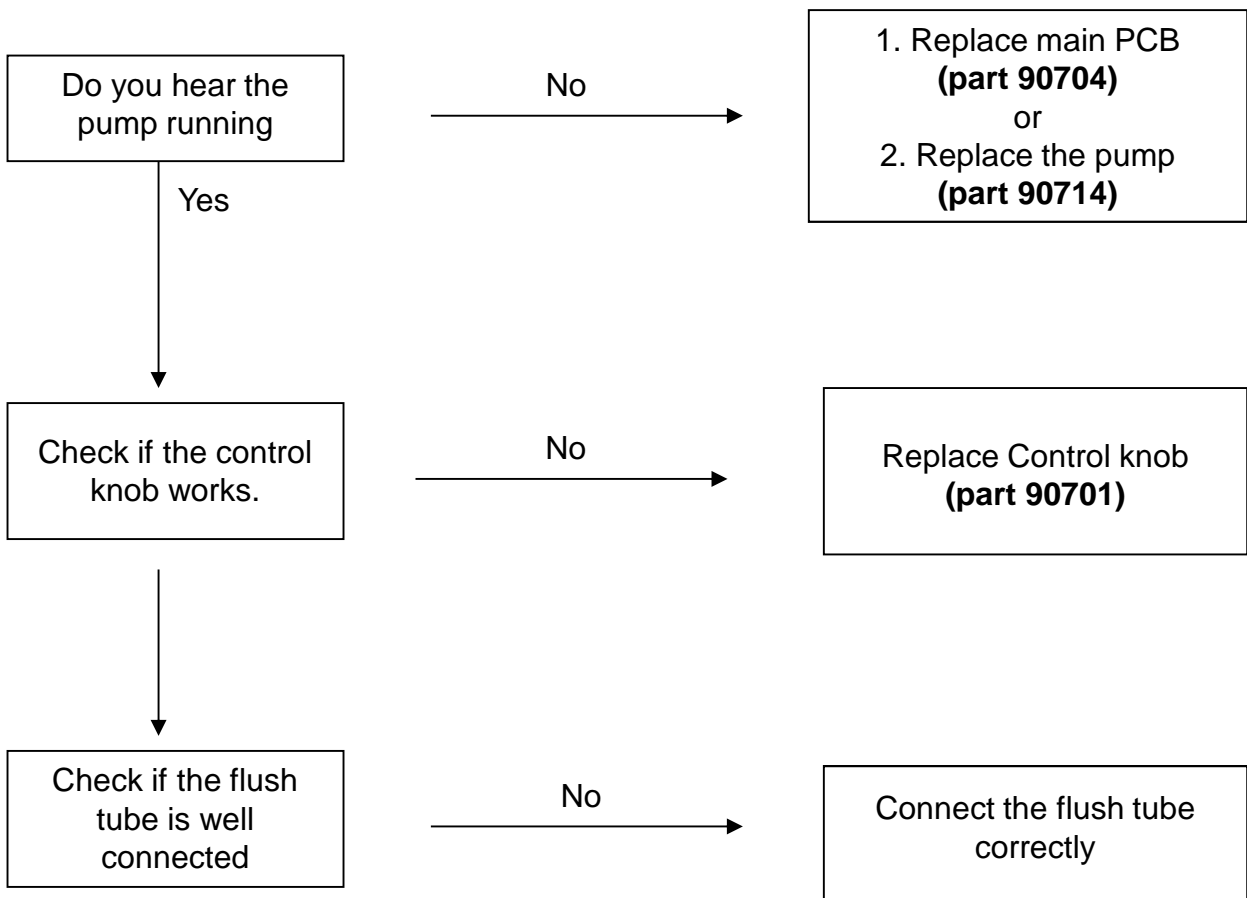 Do you hear the
pump running
No
1. Replace main PCB
(part 90704)
or
2. Replace the pump
(part 90714)
Yes
Check if the control
knob works.
No
Replace Control knob
(part 90701)
Check if the flush
tube is well
connected
No
Connect the flush tube
correctly